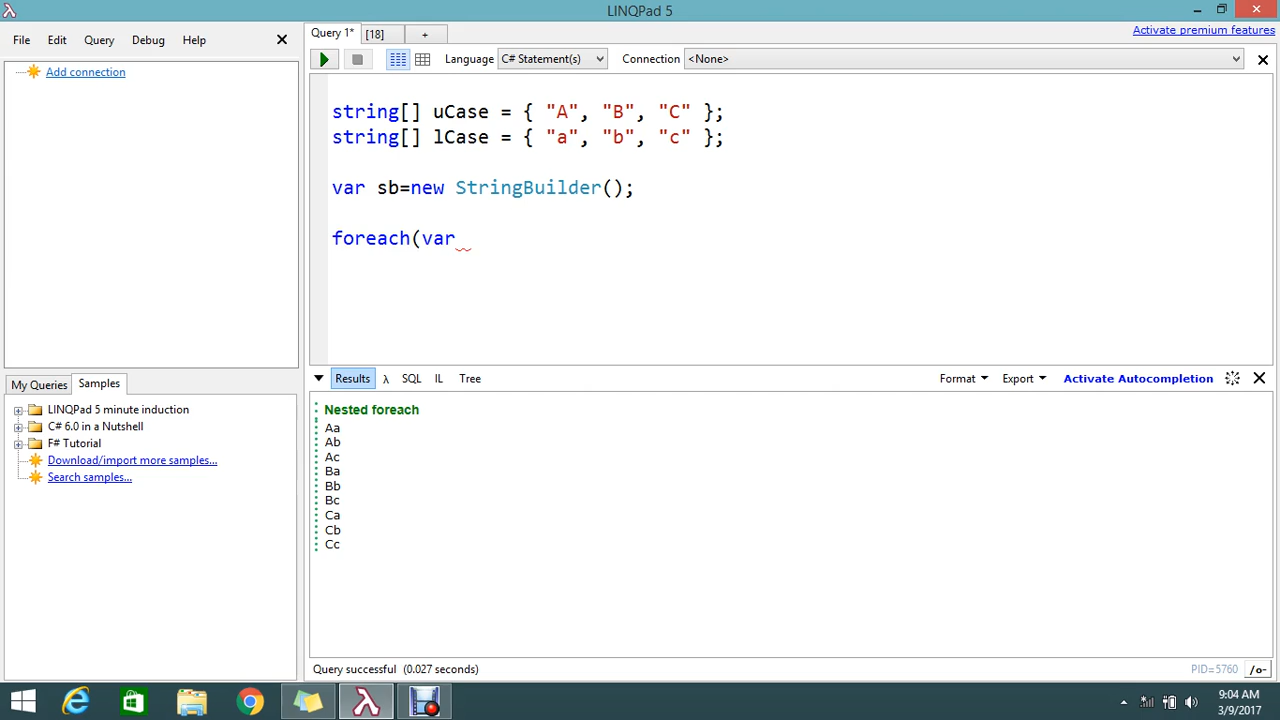 LINQPad 5
File Edit Query Debug Help
Add connection
My Queries Samples
LINQPad 5 minute induction
C# 6.0 in a Nutshell
F# Tutorial
Download/import more samples...
Search samples...
Query 1* [18] +
Activate premium features
Language C# Statement(s) Connection <None>
string[] uCase = { "A", "B", "C" };
string[] lCase = { "a", "b", "c" };
var sb=new StringBuilder();
foreach(var
Results λ SQL IL Tree Format Export Activate Autocompletion
Nested foreach
Aa
Ab
Ac
Ba
Bb
Bc
Ca
Cb
Cc
Query successful (0.027 seconds)
PID=5760 /o-
9:04 AM
3/9/2017